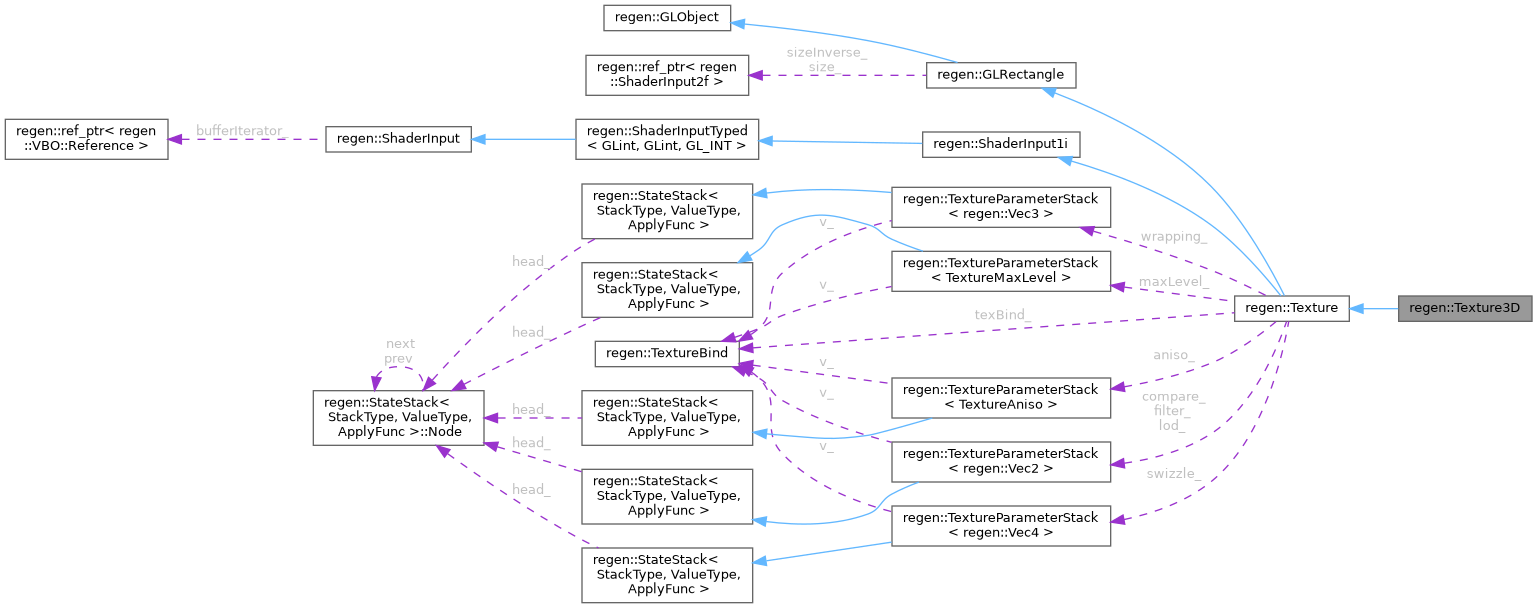 regen::GLObject
sizeInverse_
size_
regen::ref_ptr< regen
::ShaderInput2f >
regen::GLRectangle
regen::ref_ptr< regen
::VBO::Reference >
bufferIterator_
regen::ShaderInput
regen::ShaderInputTyped
< GLint, GLint, GL_INT >
regen::ShaderInput1i
regen::StateStack<
StackType, ValueType,
ApplyFunc >
regen::TextureParameterStack
< regen::Vec3 >
v_
wrapping_
head_
regen::StateStack<
StackType, ValueType,
ApplyFunc >
regen::TextureParameterStack
< TextureMaxLevel >
v_
maxLevel_
regen::Texture
regen::Texture3D
texBind_
head_
regen::TextureBind
next
prev
aniso_
v_
regen::StateStack<
StackType, ValueType,
ApplyFunc >::Node
head_
regen::StateStack<
StackType, ValueType,
ApplyFunc >
regen::TextureParameterStack
< TextureAniso >
v_
compare_
filter_
lod_
head_
v_
regen::TextureParameterStack
< regen::Vec2 >
swizzle_
head_
regen::StateStack<
StackType, ValueType,
ApplyFunc >
regen::TextureParameterStack
< regen::Vec4 >
regen::StateStack<
StackType, ValueType,
ApplyFunc >